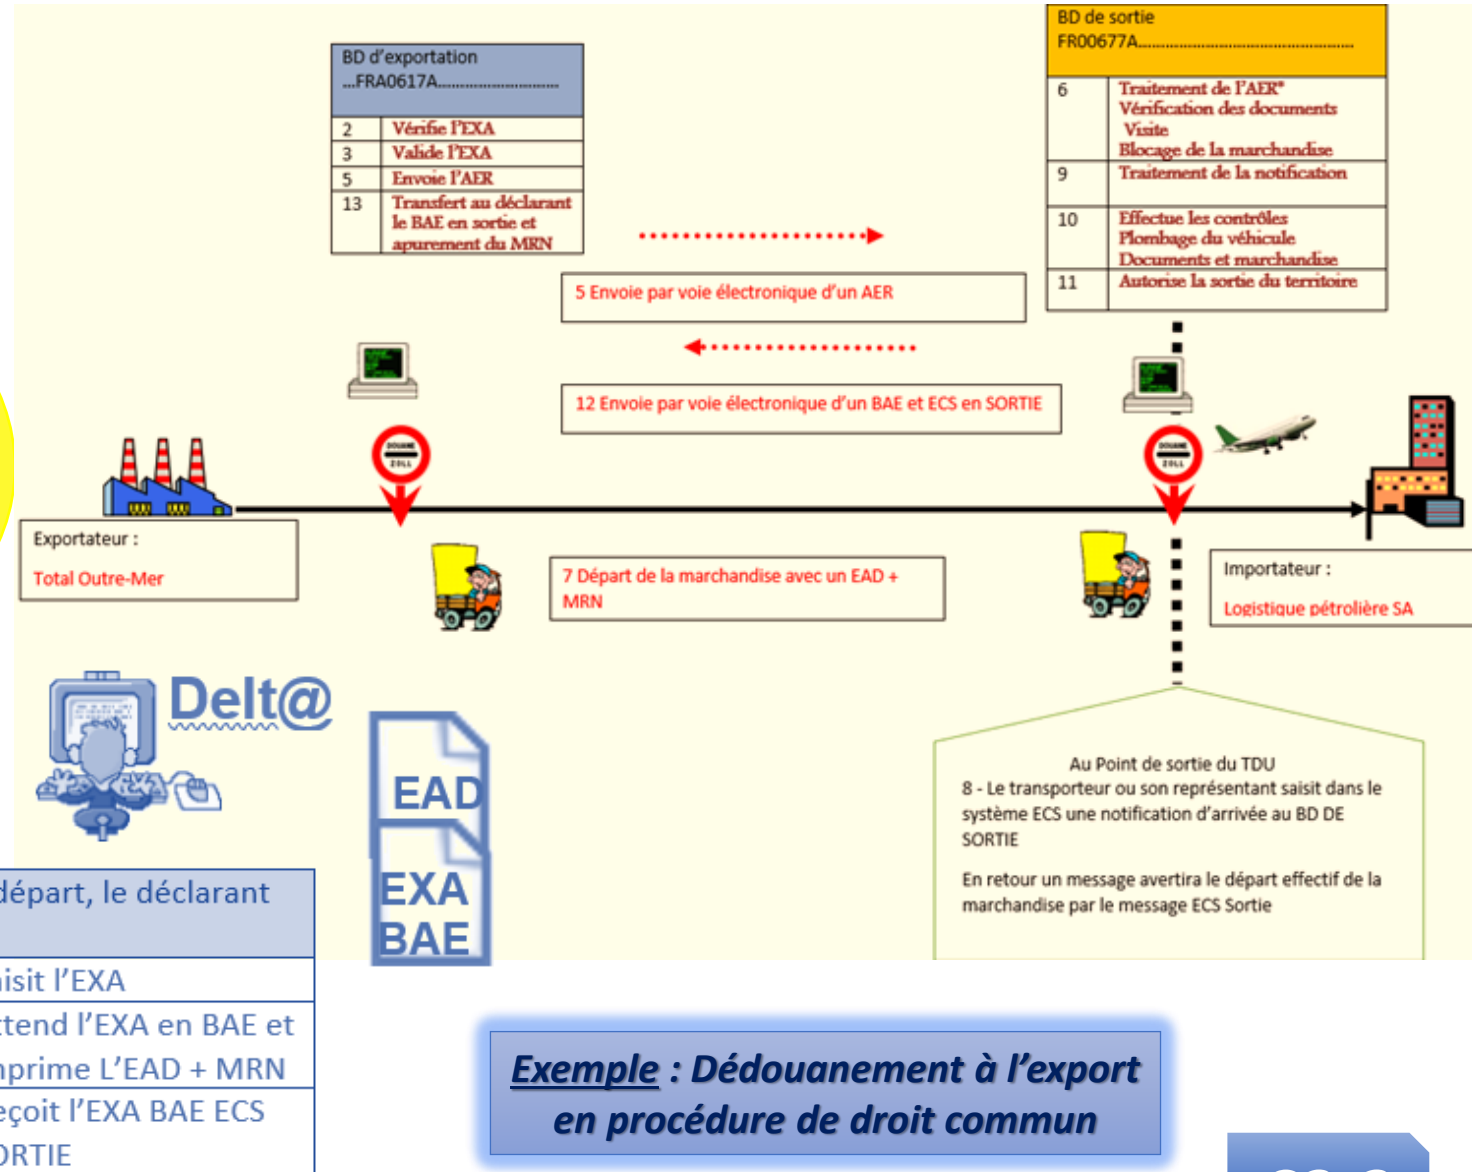 BD d'exportation
...FRA0617A..............................
2 Vérifie l'EXA
3 Valide l'EXA
5 Envoie l'AER
13 Transfert au déclarant
le BAE en sortie et
apurement du MRN
BD de sortie
FR00677A......................................................
6 Traitement de l'AER*
Vérification des documents
Visite
Blocage de la marchandise
9 Traitement de la notification
10 Effectue les contrôles
Plombage du véhicule
Documents et marchandise
11 Autorise la sortie du territoire
5 Envoie par voie électronique d'un AER
12 Envoie par voie électronique d'un BAE et ECS en SORTIE
DOUANE
ZOLL
DOUANE
ZOLL
Exportateur :
Total Outre-Mer
7 Départ de la marchandise avec un EAD +
MRN
Importateur :
Logistique pétrolière SA
Delt@
EAD
EXA
BAE
Au Point de sortie du TDU
8 - Le transporteur ou son représentant saisit dans le
système ECS une notification d'arrivée au BD DE
SORTIE
En retour un message avertira le départ effectif de la
marchandise par le message ECS Sortie
départ, le déclarant
l'EXA
l'EXA en BAE et
L'EAD + MRN
l'EXA BAE ECS
Exemple : Dédouanement à l'export
en procédure de droit commun